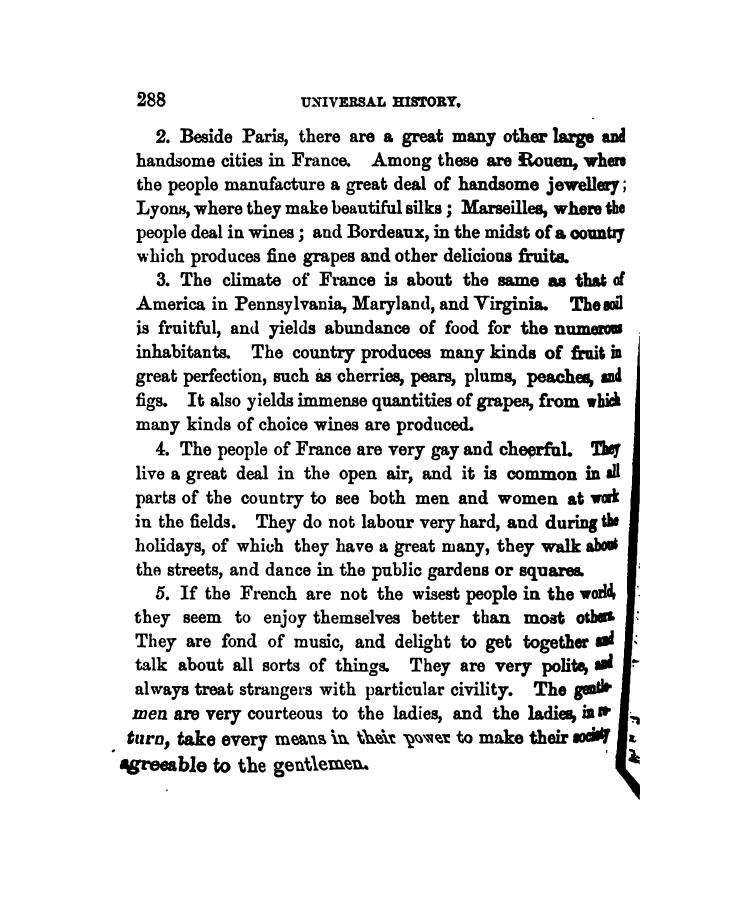 288 UNIVERSAL HISTORY.
2. Beside Paris, there are a great many other large and
handsome cities in France. Among these are Rouen, where
the people manufacture a great deal of handsome jewellery;
Lyons, where they make beautiful silks; Marseilles, where the
people deal in wines; and Bordeaux, in the midst of a country
which produces fine grapes and other delicious fruits.
3. The climate of France is about the same as that of
America in Pennsylvania, Maryland, and Virginia. The soil
is fruitful, and yields abundance of food for the numerous
inhabitants. The country produces many kinds of fruit in
great perfection, such as cherries, pears, plums, peaches, and
figs. It also yields immense quantities of grapes, from which
many kinds of choice wines are produced.
4. The people of France are very gay and cheerful. They
live a great deal in the open air, and it is common in all
parts of the country to see both men and women at work
in the fields. They do not labour very hard, and during the
holidays, of which they have a great many, they walk about
the streets, and dance in the public gardens or squares.
5. If the French are not the wisest people in the world,
they seem to enjoy themselves better than most others.
They are fond of music, and delight to get together and
talk about all sorts of things. They are very polite, and
always treat strangers with particular civility. The gentle-
men are very courteous to the ladies, and the ladies, in re-
turn, take every means in their power to make their society
agreeable to the gentlemen.